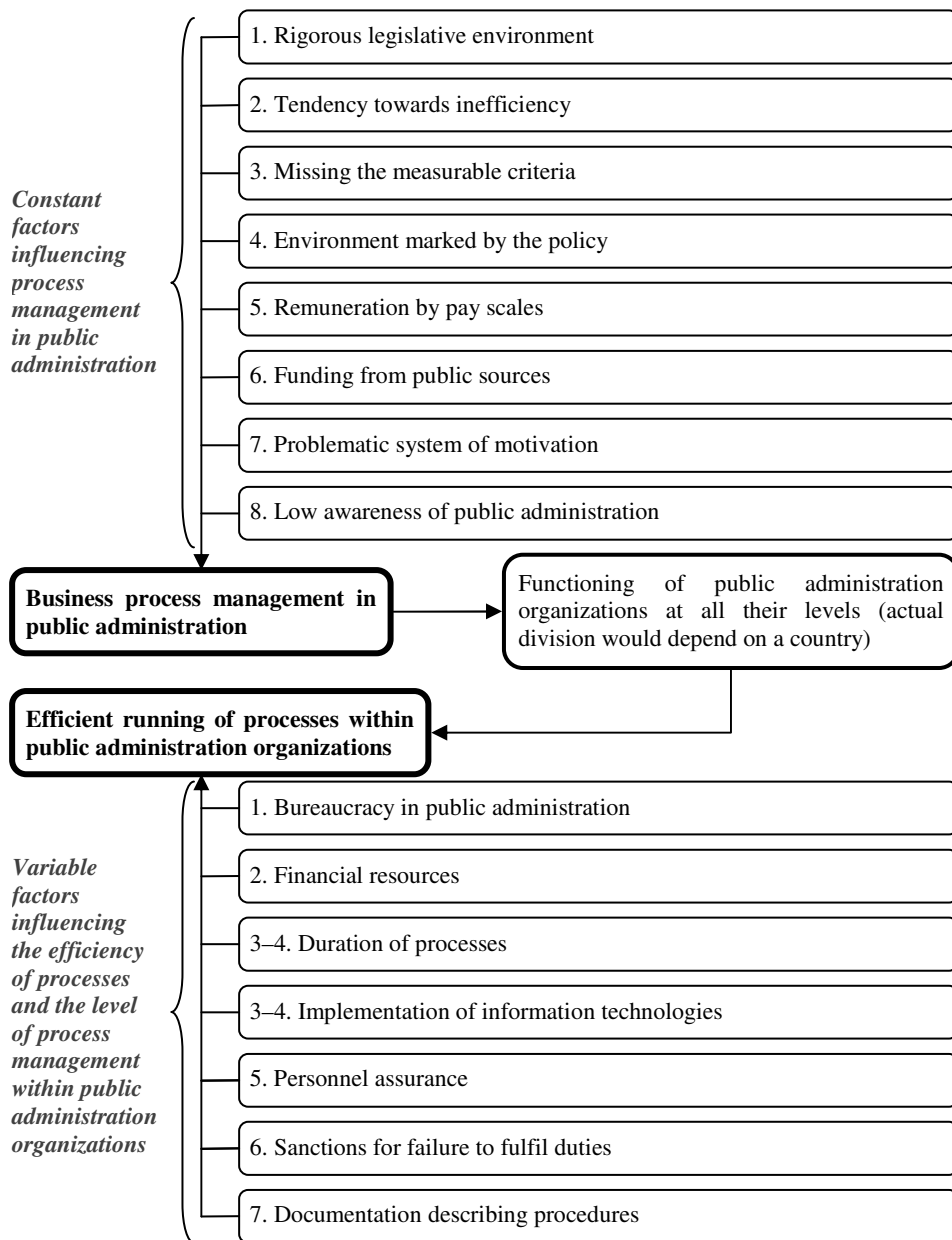 1. Rigorous legislative environment
2. Tendency towards inefficiency
3. Missing the measurable criteria
4. Environment marked by the policy
5. Remuneration by pay scales
6. Funding from public sources
7. Problematic system of motivation
8. Low awareness of public administration
Constant
factors
influencing
process
management
in public
administration
Business process management in
public administration
Functioning of public administration
organizations at all their levels (actual
division would depend on a country)
Efficient running of processes within
public administration organizations
1. Bureaucracy in public administration
2. Financial resources
3–4. Duration of processes
3–4. Implementation of information technologies
5. Personnel assurance
6. Sanctions for failure to fulfil duties
7. Documentation describing procedures
Variable
factors
influencing
the efficiency
of processes
and the level
of process
management
within public
administration
organizations